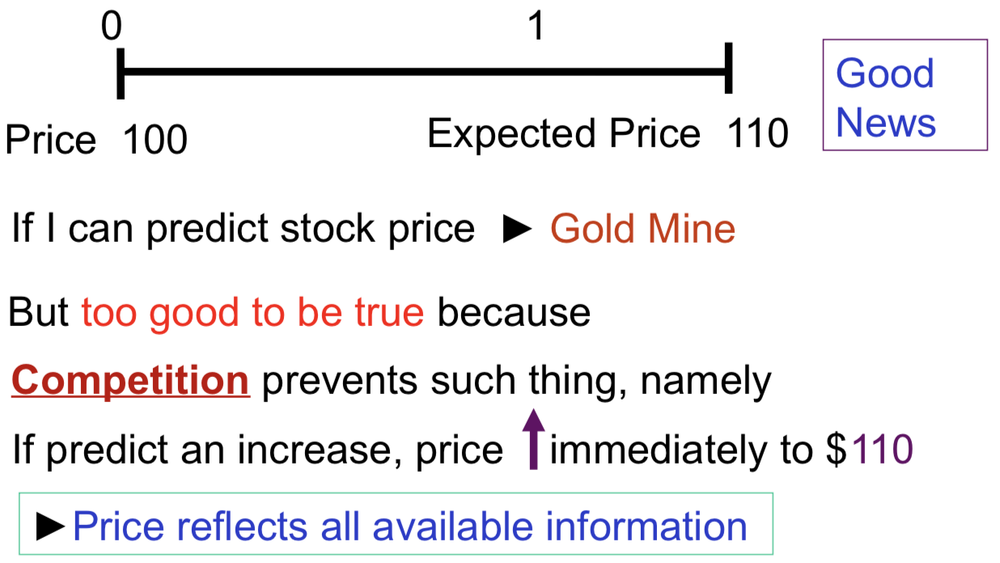 0 1
Good
News
Price 100 Expected Price 110
If I can predict stock price ► Gold Mine
But too good to be true because
Competition prevents such thing, namely
If predict an increase, price immediately to $110
►Price reflects all available information